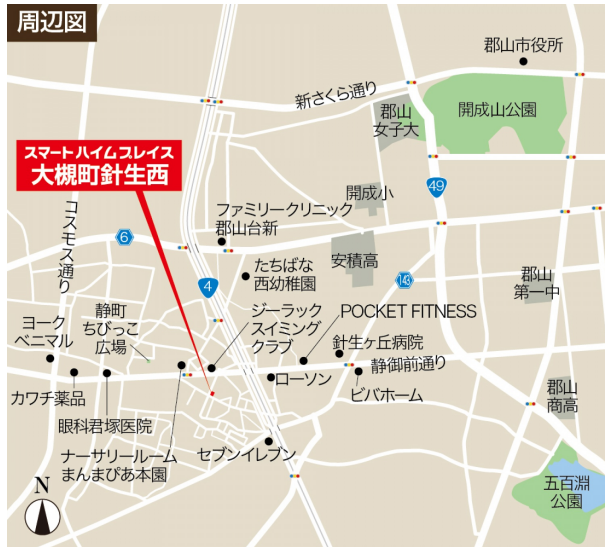 周辺図
郡山市役所
新さくら通り
郡山
女子大
開成山公園
スマートハイムプレイス
大槻町針生西
49
開成小
コスモス通り
6
ファミリークリニック
郡山台新
安積高
4
たちばな
西幼稚園
143
郡山
第一中
静町
ちびっこ
広場
ジーラック
スイミング
クラブ
POCKET FITNESS
ヨーク
ベニマル
針生ヶ丘病院
静御前通り
カワチ薬品
ローソン
ビバホーム
郡山
商高
眼科君塚医院
ナーサリールーム
まんまぴあ本園
セブンイレブン
五百淵
公園
N